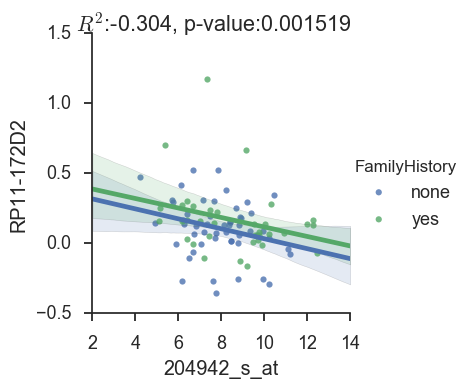 R²:-0.304, p-value:0.001519
1.5
1.0
0.5
0.0
−0.5
RP11-172D2
2 4 6 8 10 12 14
204942_s_at
FamilyHistory
none
yes